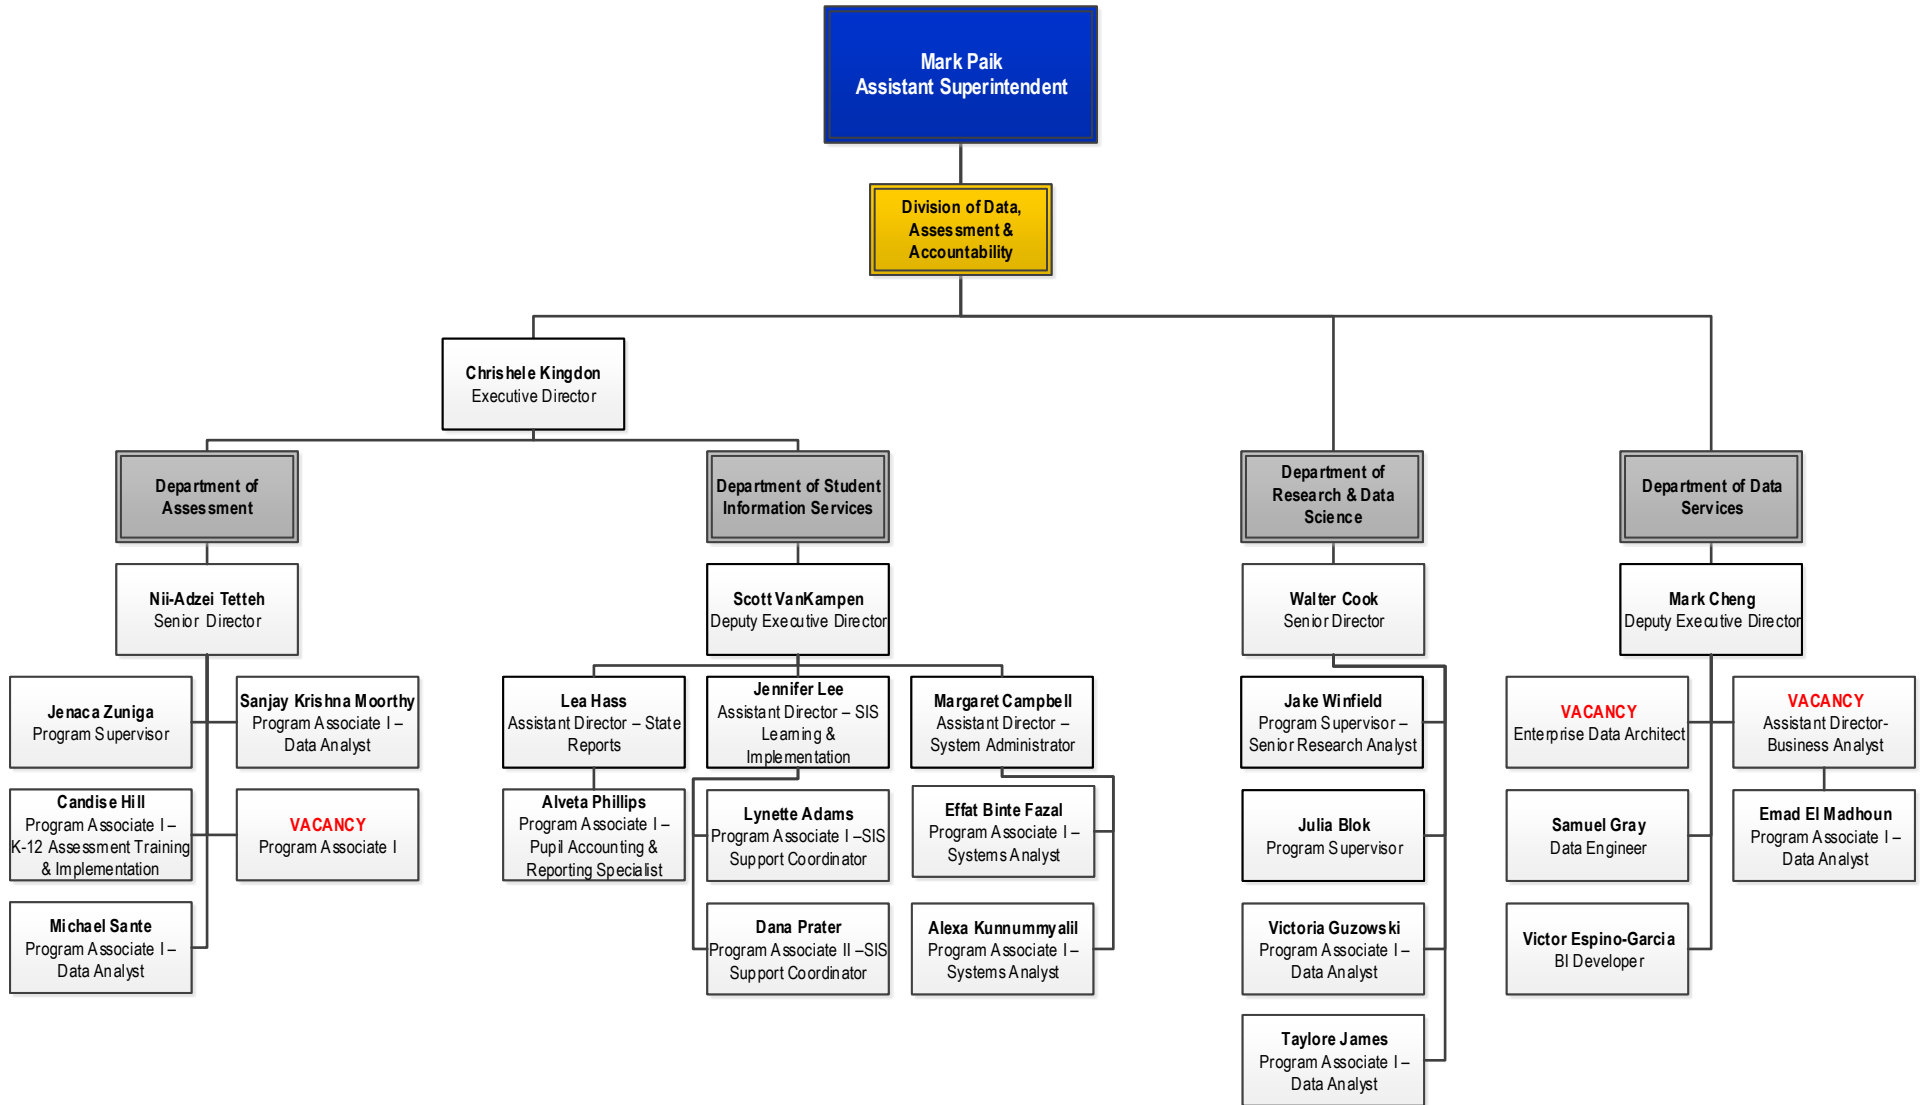 Mark Paik
Assistant Superintendent
Division of Data,
Assessment &
Accountability
Chrishele Kingdon
Executive Director
Department of
Assessment
Department of Student
Information Services
Department of
Research & Data
Science
Department of Data
Services
Nii-Adzei Tetteh
Senior Director
Scott VanKampen
Deputy Executive Director
Walter Cook
Senior Director
Mark Cheng
Deputy Executive Director
Jenaca Zuniga
Program Supervisor
Sanjay Krishna Moorthy
Program Associate I –
Data Analyst
Lea Hass
Assistant Director – State
Reports
Jennifer Lee
Assistant Director – SIS
Learning &
Implementation
Margaret Campbell
Assistant Director –
System Administrator
Jake Winfield
Program Supervisor –
Senior Research Analyst
VACANCY
Enterprise Data Architect
VACANCY
Assistant Director-
Business Analyst
Candise Hill
Program Associate I –
K-12 Assessment Training
& Implementation
VACANCY
Program Associate I
Alveta Phillips
Program Associate I –
Pupil Accounting &
Reporting Specialist
Lynette Adams
Program Associate I –SIS
Support Coordinator
Effat Binte Fazal
Program Associate I –
Systems Analyst
Julia Blok
Program Supervisor
Samuel Gray
Data Engineer
Emad El Madhoun
Program Associate I –
Data Analyst
Michael Sante
Program Associate I –
Data Analyst
Dana Prater
Program Associate II –SIS
Support Coordinator
Alexa Kunnummyalil
Program Associate I –
Systems Analyst
Victoria Guzowski
Program Associate I –
Data Analyst
Victor Espino-Garcia
BI Developer
Taylore James
Program Associate I –
Data Analyst